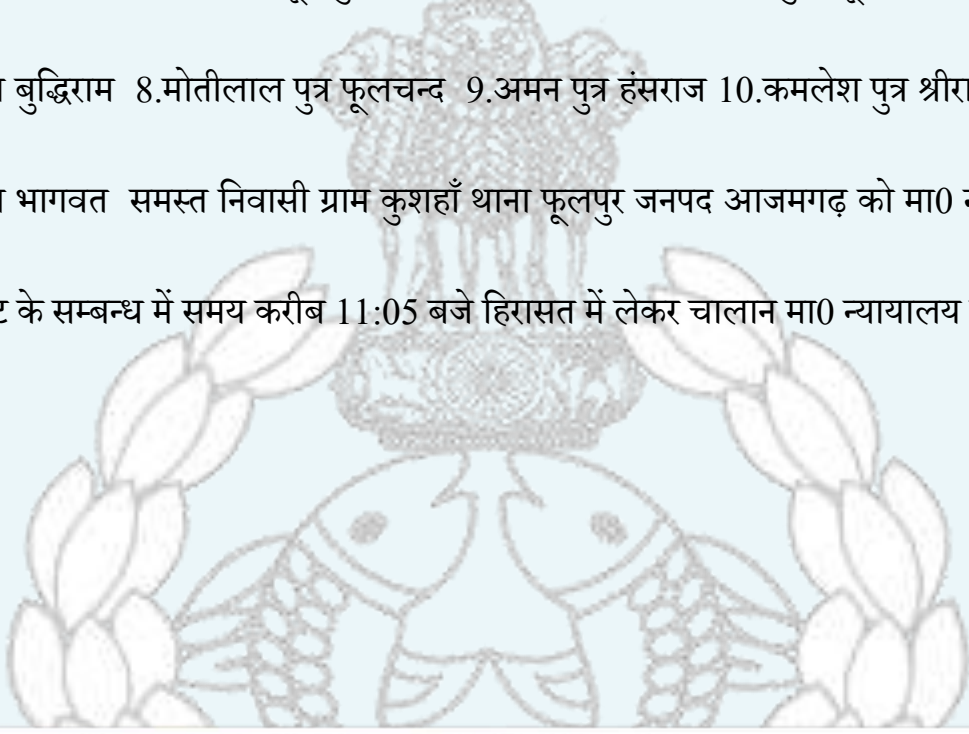 बुद्धिराम 8.मोतीलाल पुत्र फूलचन्द 9.अमन पुत्र हंसराज 10.कमलेश पुत्र
भागवत समस्त निवासी ग्राम कुशहाँ थाना फूलपुर जनपद आजमगढ़ को मा0
के सम्बन्ध में समय करीब 11:05 बजे हिरासत में लेकर चालान मा0 न्यायालय